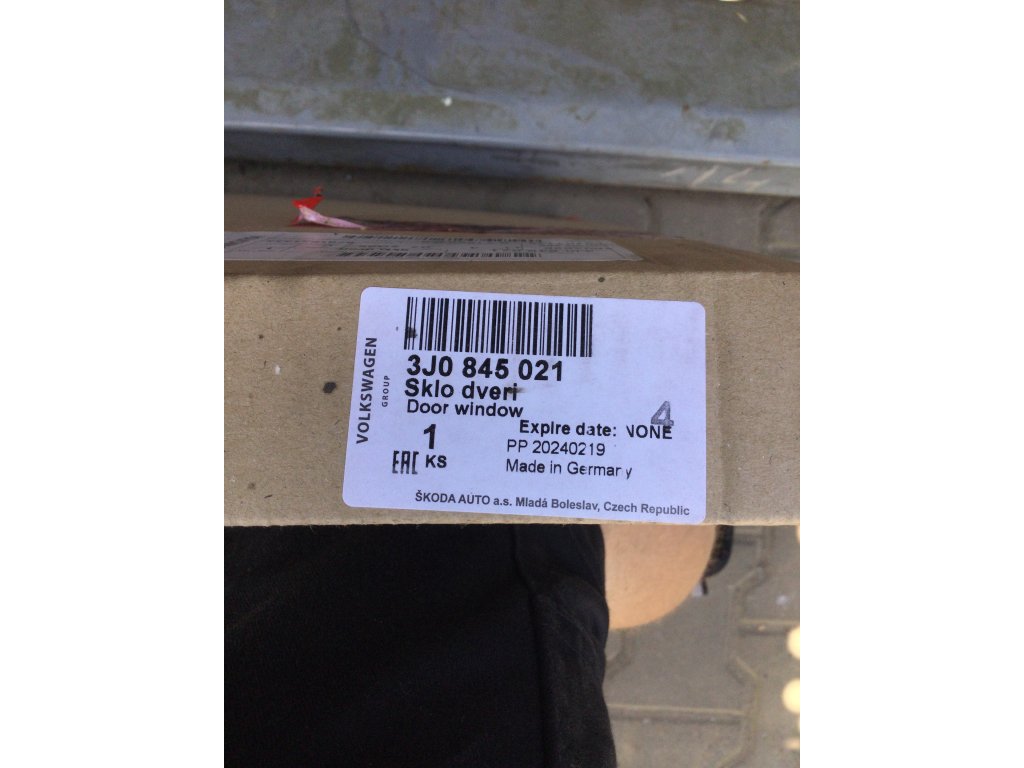 VOLKSWAGEN
GROUP
3J0 845 021
Sklo dveri
Door window
4
Expire date: NONE
1
PP 20240219
EAC KS
Made in Germany
ŠKODA AUTO a.s. Mladá Boleslav, Czech Republic